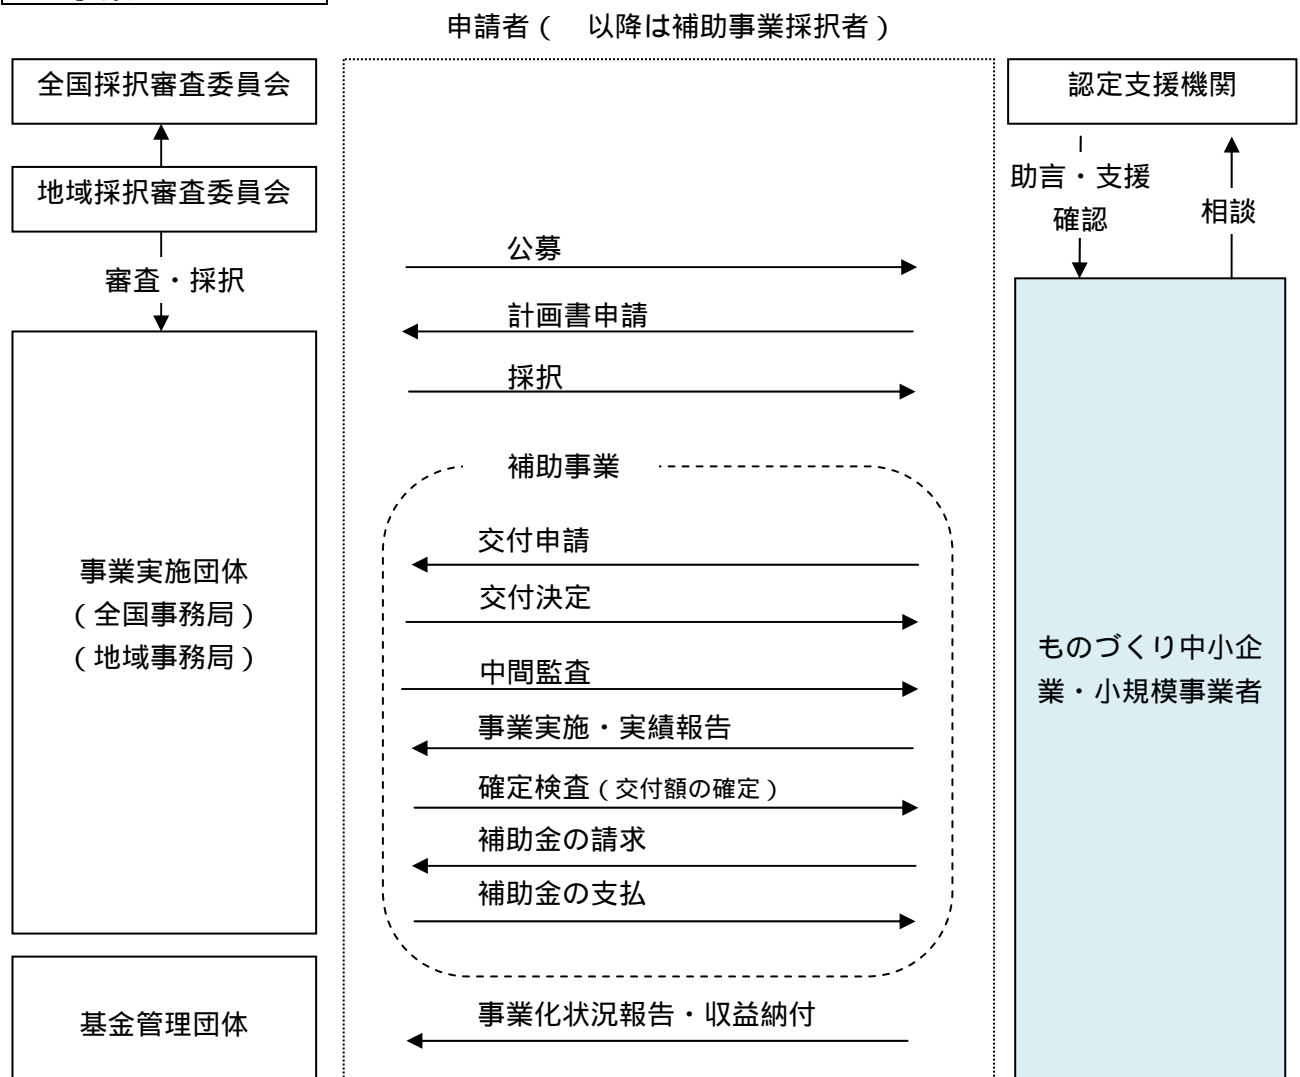 申請者（　以降は補助事業採択者）
全国採択審査委員会
地域採択審査委員会
審査・採択
事業実施団体
（全国事務局）
（地域事務局）
基金管理団体
公募
計画書申請
採択
補助事業
交付申請
交付決定
中間監査
事業実施・実績報告
確定検査（交付額の確定）
補助金の請求
補助金の支払
事業化状況報告・収益納付
認定支援機関
助言・支援
確認
相談
ものづくり中小企
業・小規模事業者